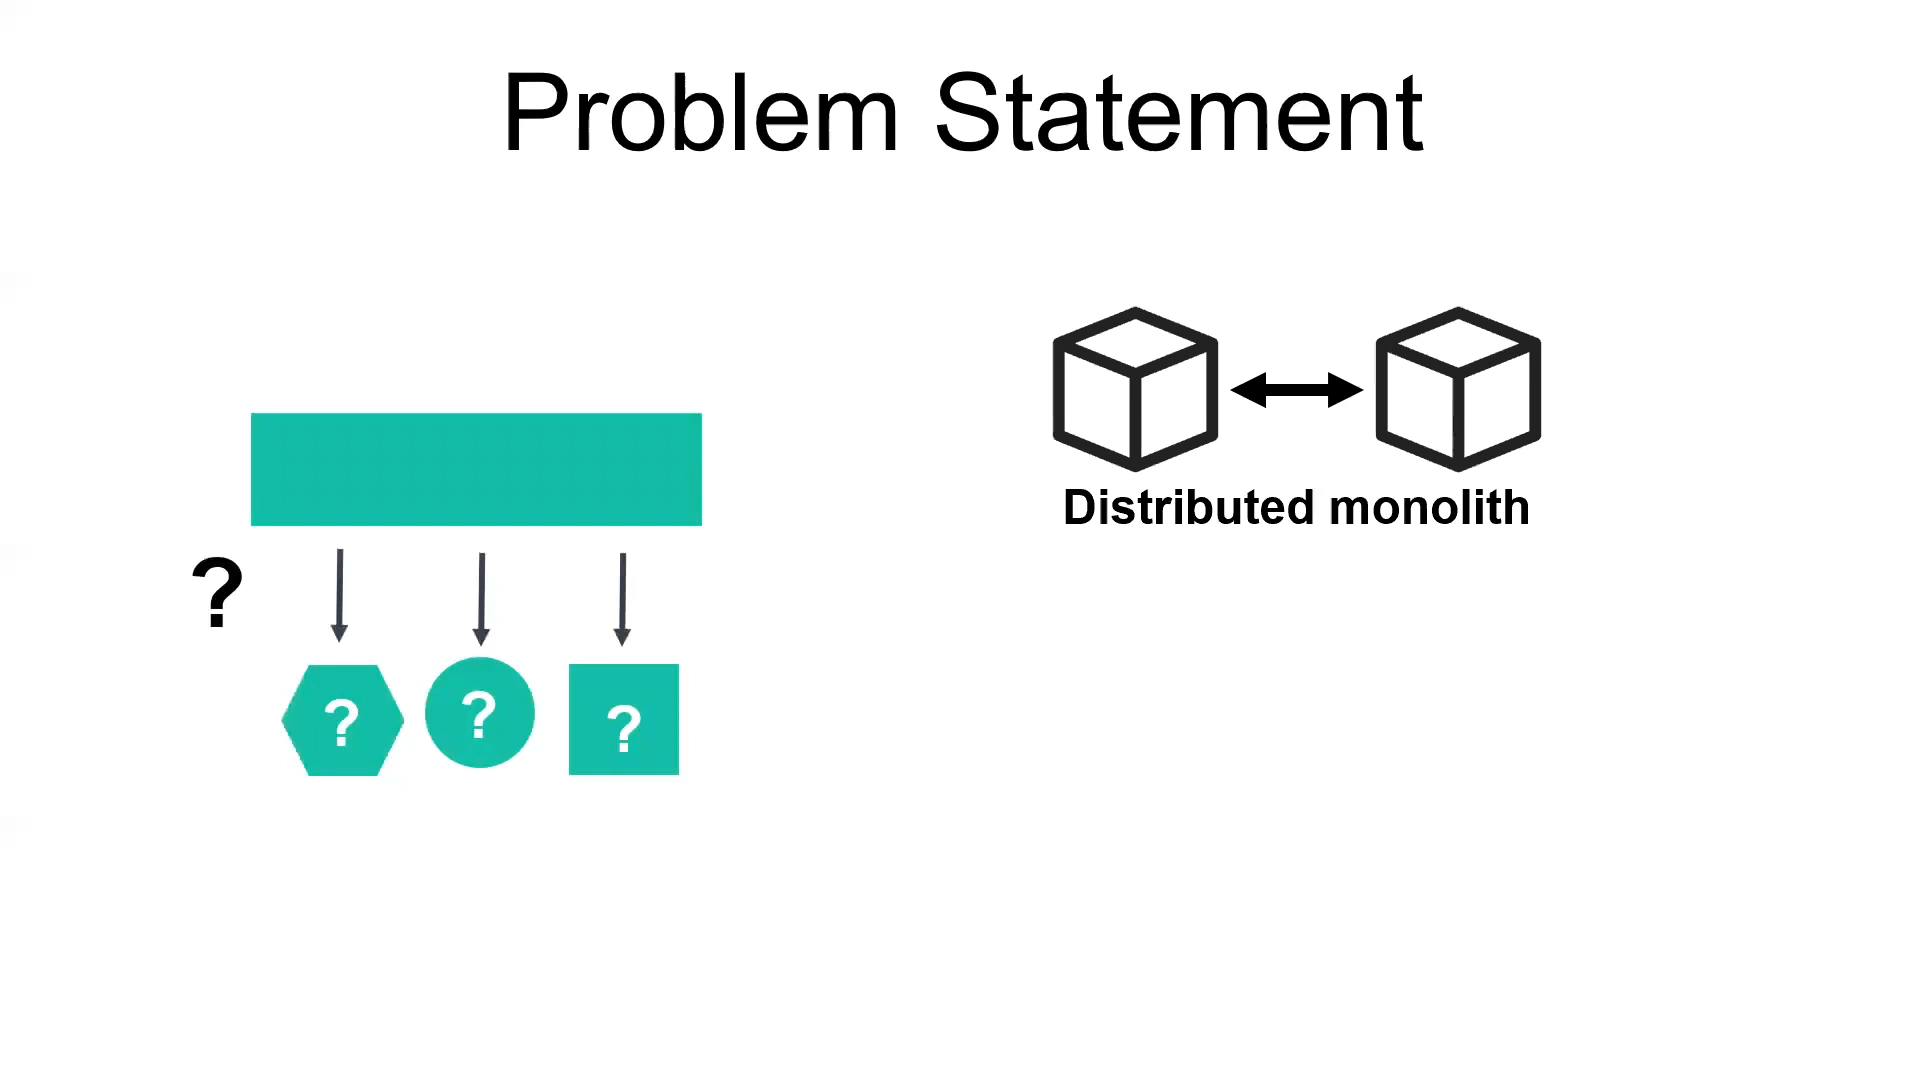 Problem Statement
Distributed monolith
?
? ? ?